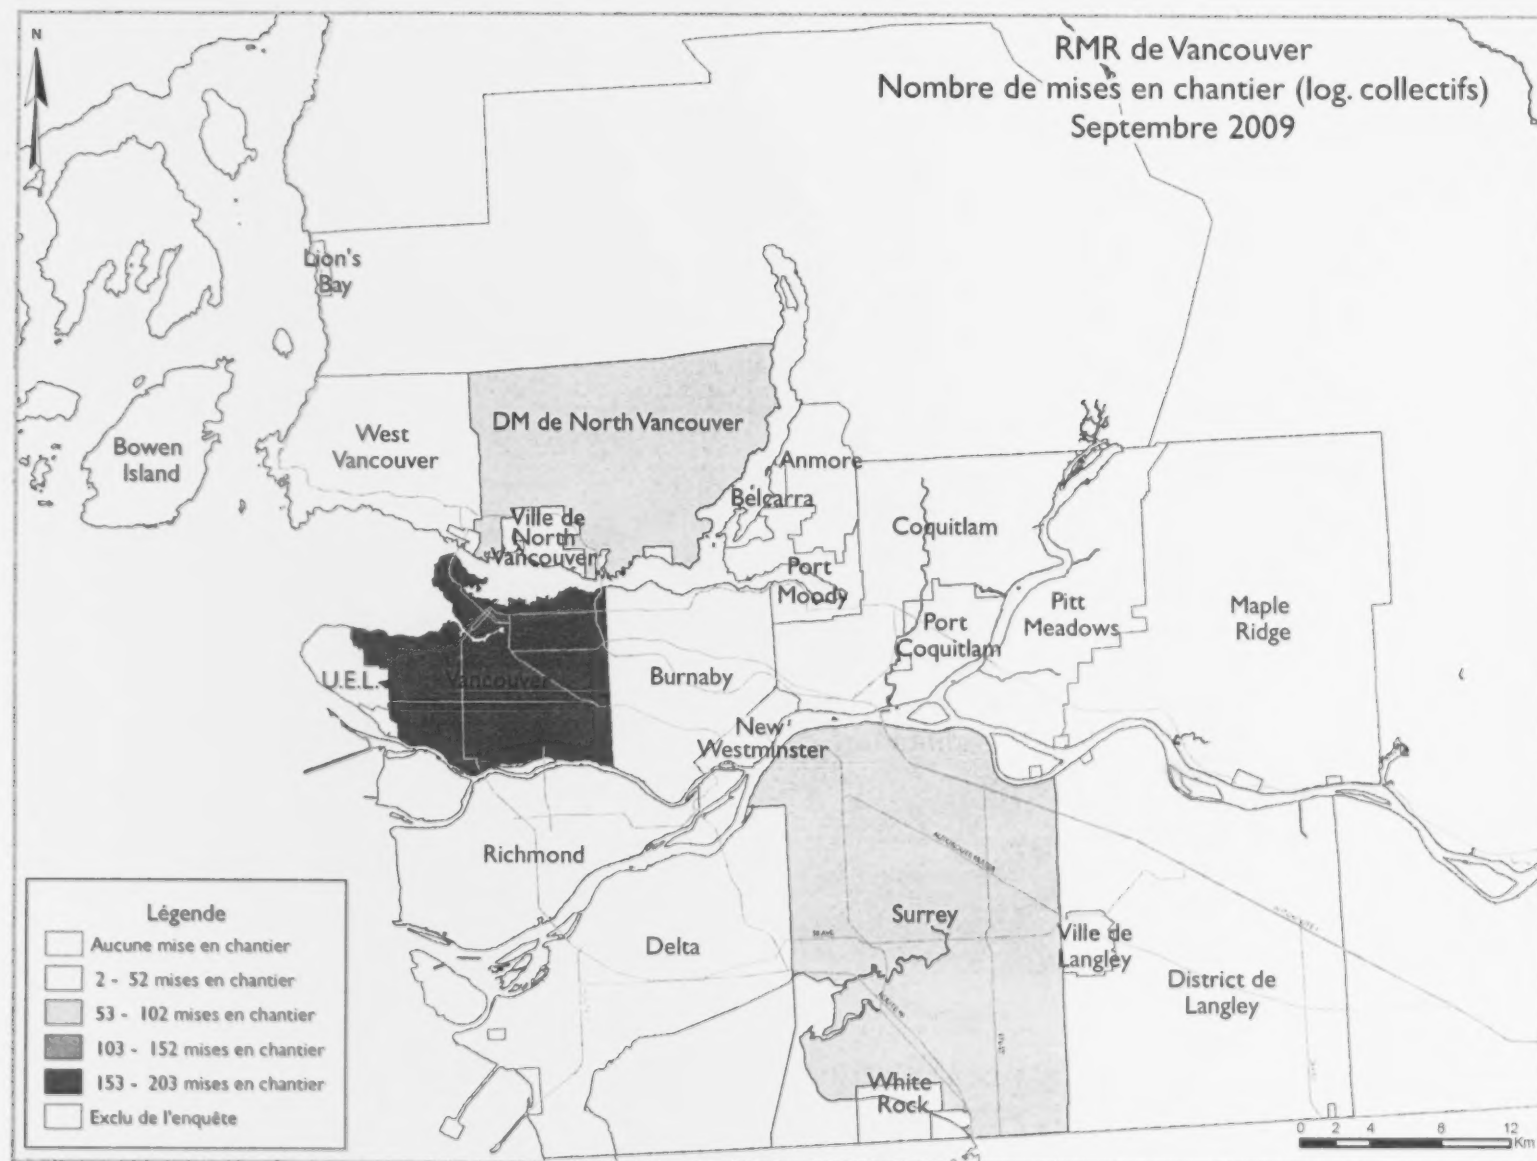 N
RMR de Vancouver
Nombre de mises en chantier (log. collectifs)
Septembre 2009
Lion's
Bay
Bowen
Island
West
Vancouver
DM de North Vancouver
Ville de
North
Vancouver
Anmore
Belcarra
Port
Moody
Coquitlam
Port
Coquitlam
Pitt
Meadows
Maple
Ridge
U.E.L.
Vancouver
Burnaby
New
Westminster
Richmond
Delta
Surrey
Ville de
Langley
District de
Langley
White
Rock
Légende
Aucune mise en chantier
2 - 52 mises en chantier
53 - 102 mises en chantier
103 - 152 mises en chantier
153 - 203 mises en chantier
Exclu de l'enquête
0 2 4 8 12
Km